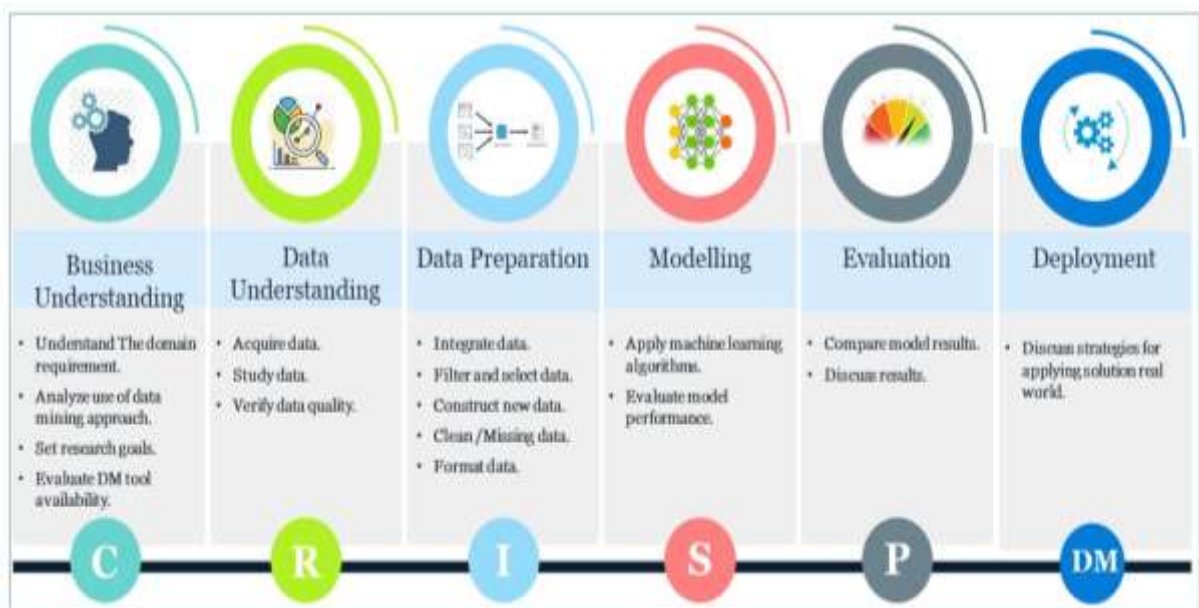 Business
Understanding
• Understand The domain
requirement.
• Analyze use of data
mining approach.
• Set research goals.
• Evaluate DM tool
availability.
C
Data
Understanding
• Acquire data.
• Study data.
• Verify data quality.
R
Data Preparation
• Integrate data.
• Filter and select data.
• Construct new data.
• Clean /Missing data.
• Format data.
I
Modelling
• Apply machine learning
algorithms.
• Evaluate model
performance.
S
Evaluation
• Compare model results.
• Discuss results.
P
Deployment
• Discuss strategies for
applying solution real
world.
DM